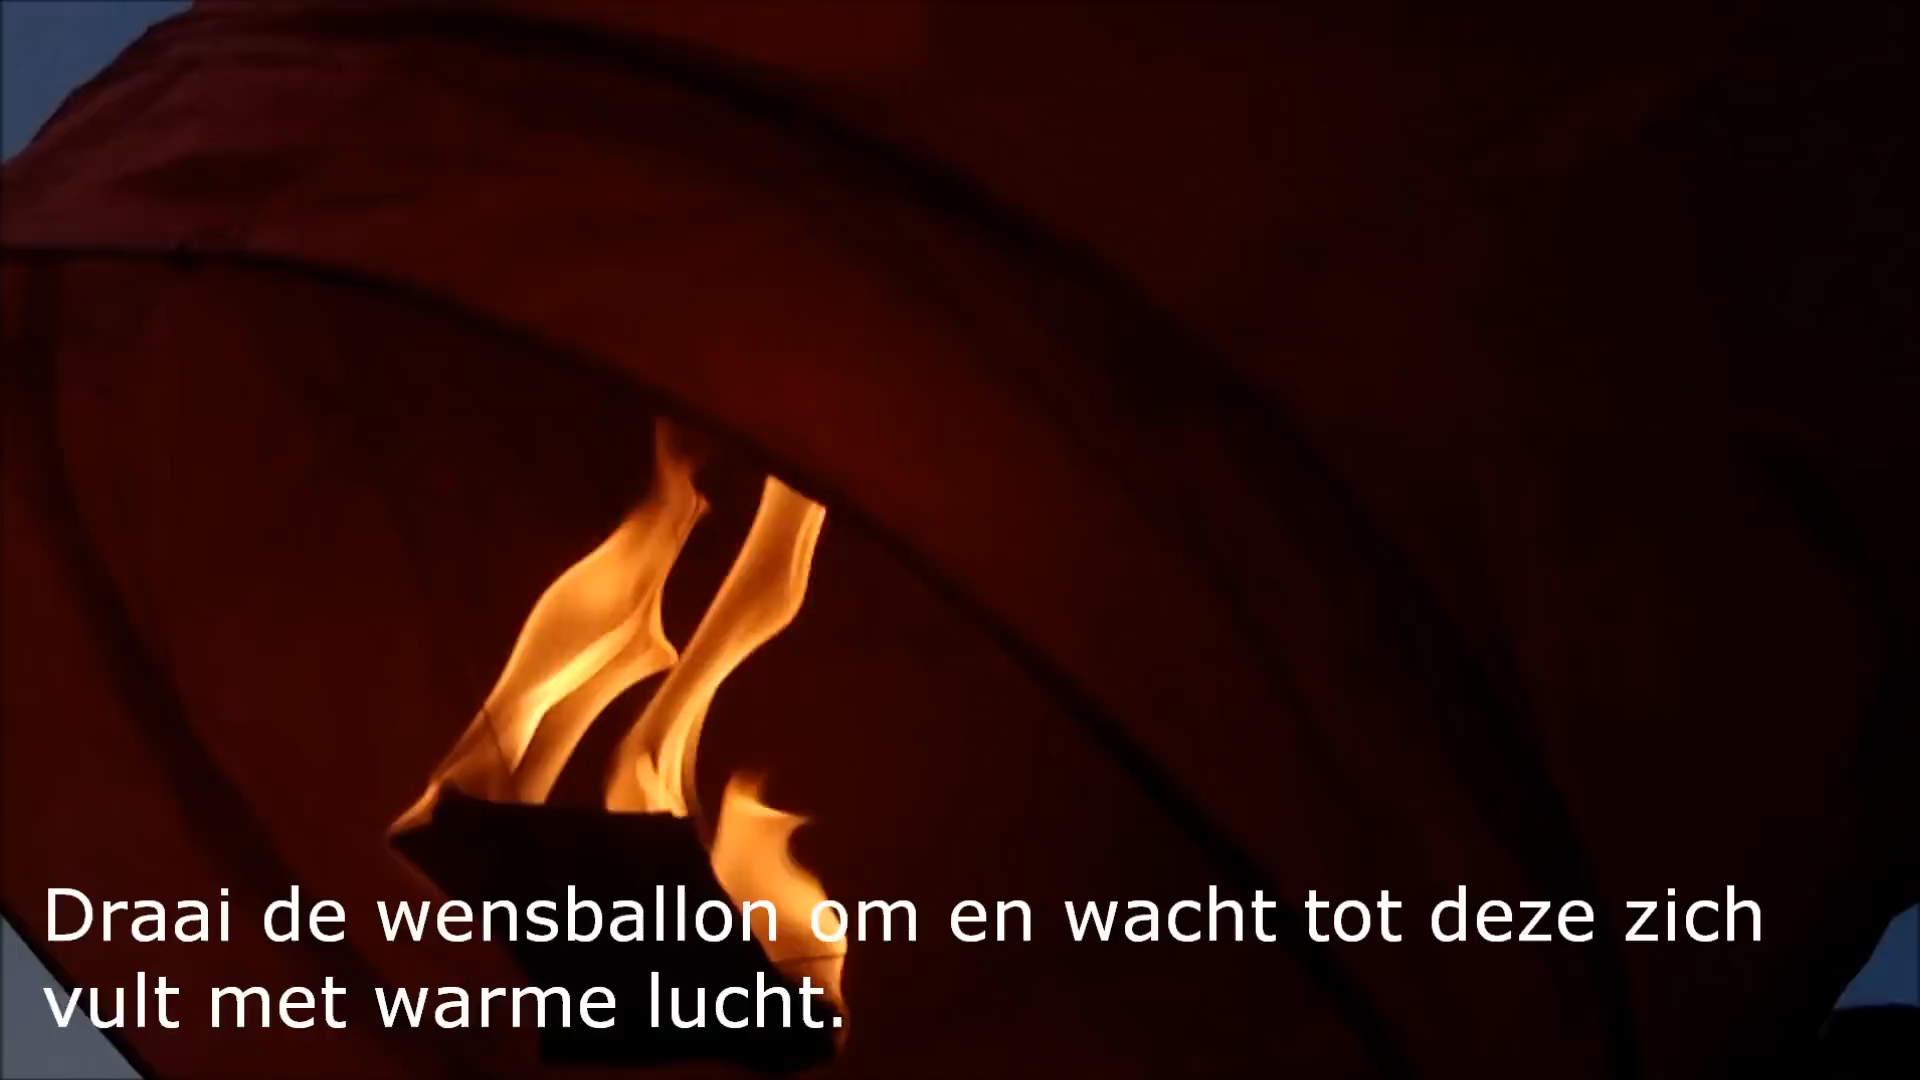 Draai de wensballon om en wacht tot deze zich
vult met warme lucht.